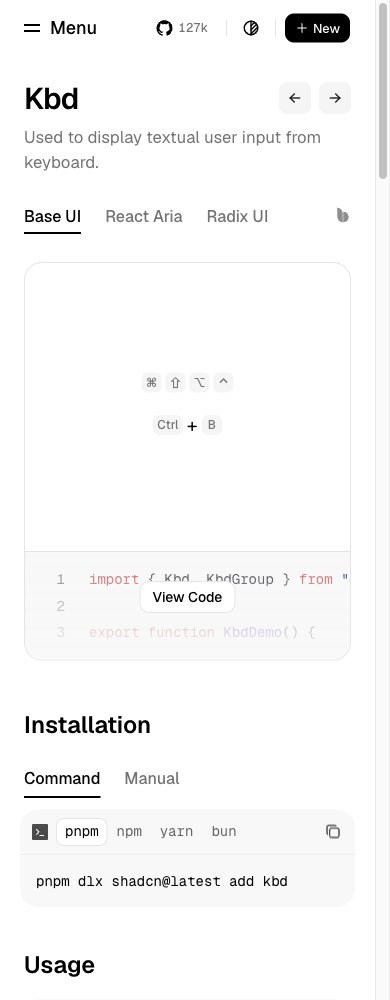 Menu 127k + New
Kbd ← →
Used to display textual user input from
keyboard.
Base UI React Aria Radix UI
⌘ ⇧ ⌥ ⌃
Ctrl + B
1 import { Kbd, KbdGroup } from "
2
View Code
3 export function KbdDemo() {
Installation
Command Manual
pnpm npm yarn bun
pnpm dlx shadcn@latest add kbd
Usage